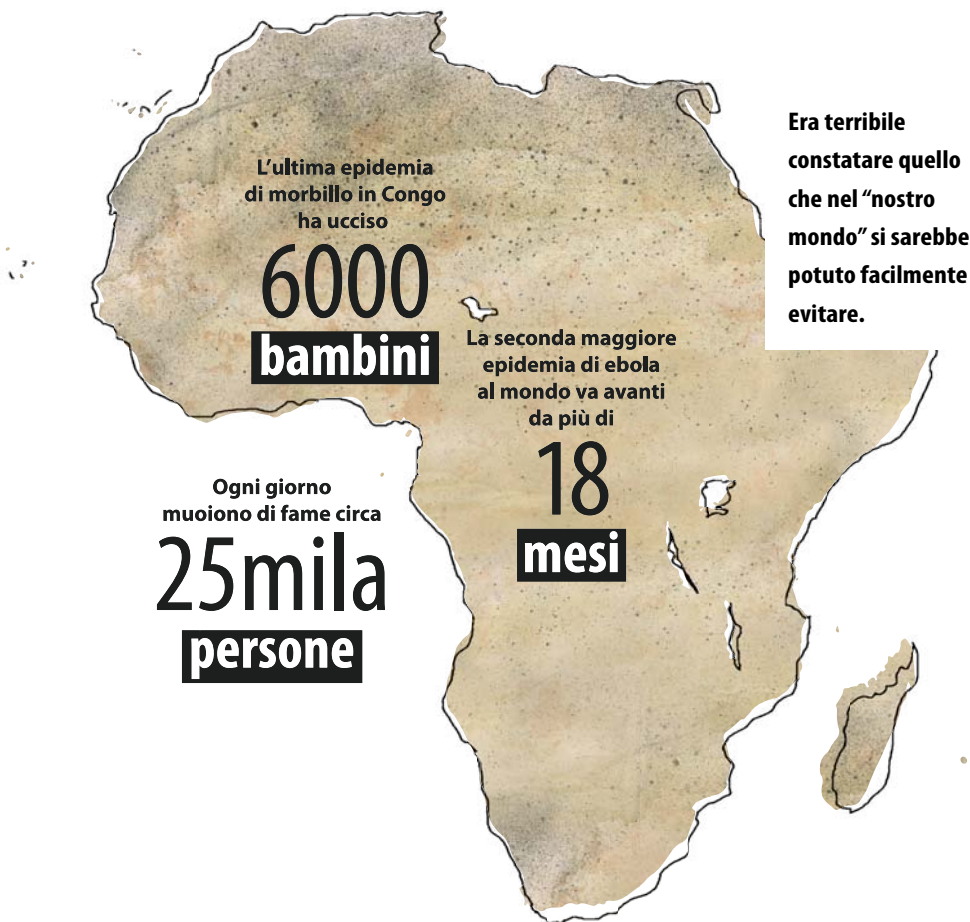 L'ultima epidemia
di morbillo in Congo
ha ucciso
6000
bambini
La seconda maggiore
epidemia di ebola
al mondo va avanti
da più di
18
mesi
Ogni giorno
muoiono di fame circa
25mila
persone
Era terribile
constatare quello
che nel “nostro
mondo” si sarebbe
potuto facilmente
evitare.